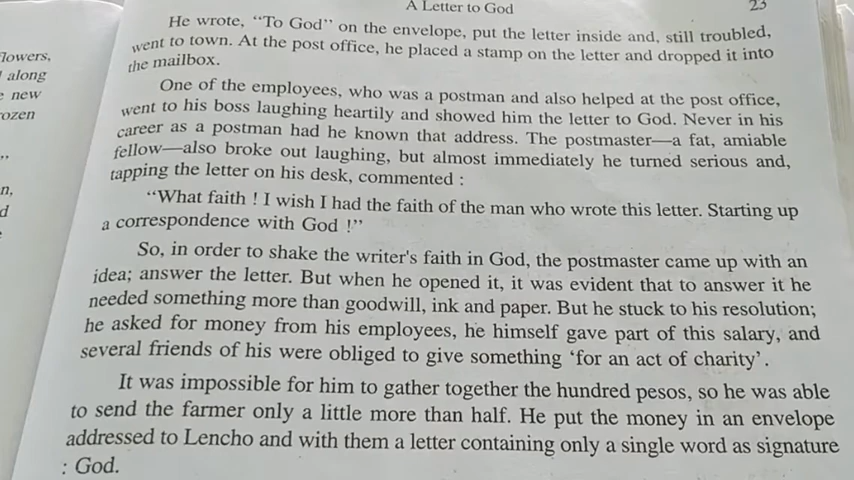 A Letter to God 23
He wrote, “To God” on the envelope, put the letter inside and, still troubled,
went to town. At the post office, he placed a stamp on the letter and dropped it into
the mailbox.
One of the employees, who was a postman and also helped at the post office,
went to his boss laughing heartily and showed him the letter to God. Never in his
career as a postman had he known that address. The postmaster—a fat, amiable
fellow—also broke out laughing, but almost immediately he turned serious and,
tapping the letter on his desk, commented :
“What faith ! I wish I had the faith of the man who wrote this letter. Starting up
a correspondence with God !”
So, in order to shake the writer's faith in God, the postmaster came up with an
idea; answer the letter. But when he opened it, it was evident that to answer it he
needed something more than goodwill, ink and paper. But he stuck to his resolution;
he asked for money from his employees, he himself gave part of this salary, and
several friends of his were obliged to give something ‘for an act of charity’.
It was impossible for him to gather together the hundred pesos, so he was able
to send the farmer only a little more than half. He put the money in an envelope
addressed to Lencho and with them a letter containing only a single word as signature
: God.
flowers,
along
new